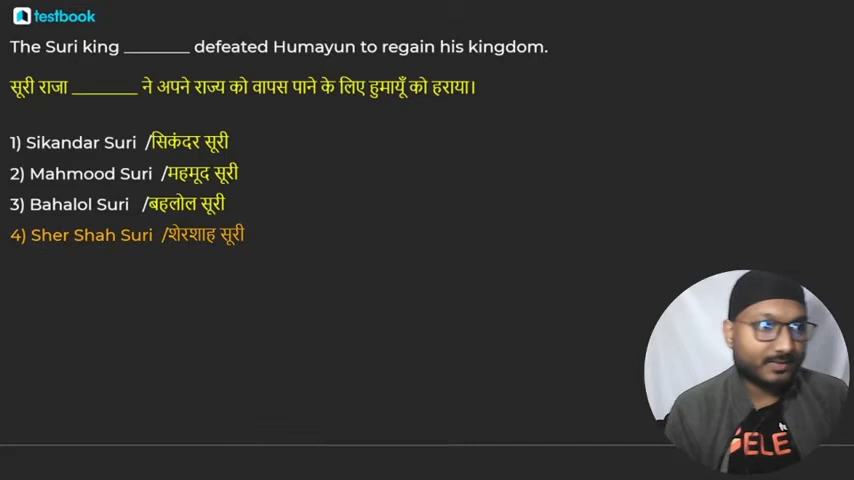 testbook
The Suri king ________ defeated Humayun to regain his kingdom.
सूरी राजा ________ ने अपने राज्य को वापस पाने के लिए हुमायूँ को हराया।
1) Sikandar Suri /सिकंदर सूरी
2) Mahmood Suri /महमूद सूरी
3) Bahalol Suri /बहलोल सूरी
4) Sher Shah Suri /शेरशाह सूरी
GELE